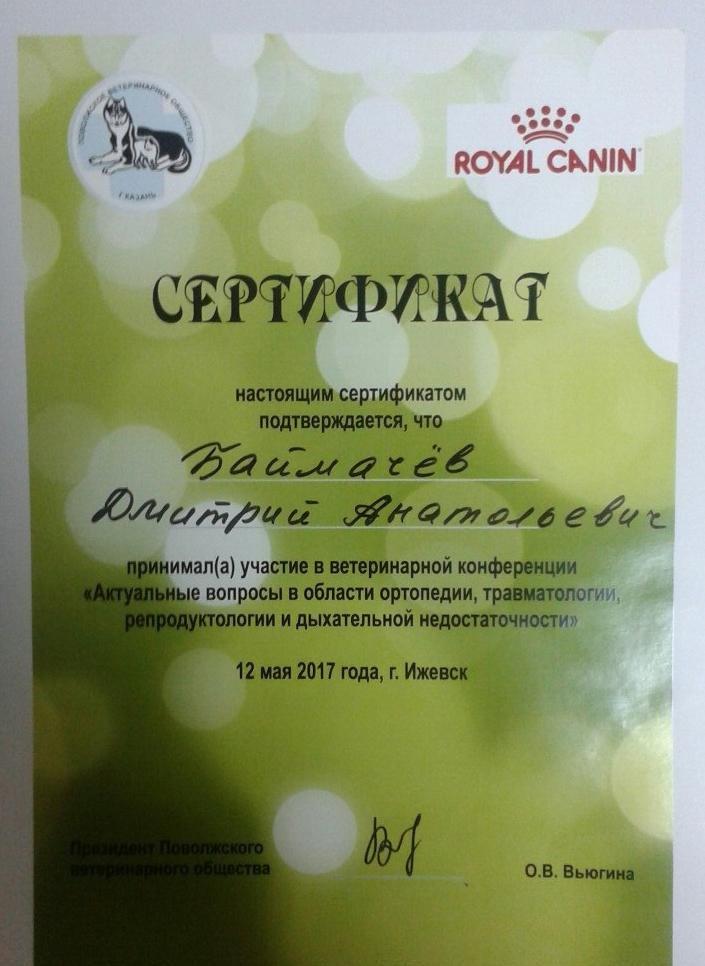 ПОВОЛЖСКОЕ ВЕТЕРИНАРНОЕ ОБЩЕСТВО
Г.КАЗАНЬ
ROYAL CANIN
СЕРТИФИКАТ
настоящим сертификатом
подтверждается, что
Баймачёв
Дмитрий Анатольевич
принимал(а) участие в ветеринарной конференции
«Актуальные вопросы в области ортопедии, травматологии,
репродуктологии и дыхательной недостаточности»
12 мая 2017 года, г. Ижевск
Президент Поволжского
ветеринарного общества
О.В. Вьюгина